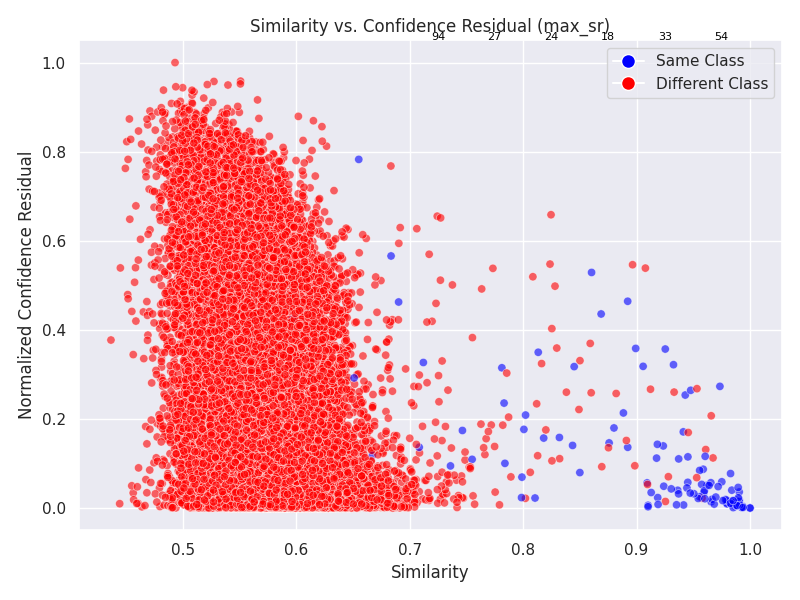 Similarity vs. Confidence Residual (max_sr)
94 27 24 18 33 54
Same Class
Different Class
Normalized Confidence Residual
1.0
0.8
0.6
0.4
0.2
0.0
0.5 0.6 0.7 0.8 0.9 1.0
Similarity